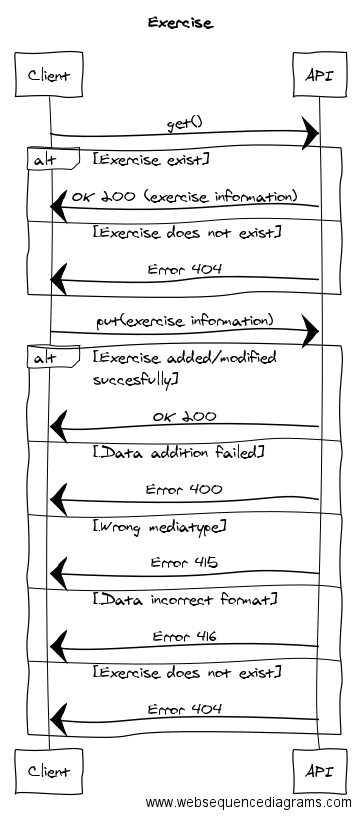 Exercise
Client
API
get()
alt
[Exercise exist]
OK 200 (exercise information)
[Exercise does not exist]
Error 404
put(exercise information)
alt
[Exercise added/modified
succesfully]
OK 200
[Data addition failed]
Error 400
[Wrong mediatype]
Error 415
[Data incorrect format]
Error 416
[Exercise does not exist]
Error 404
Client
API
www.websequencediagrams.com